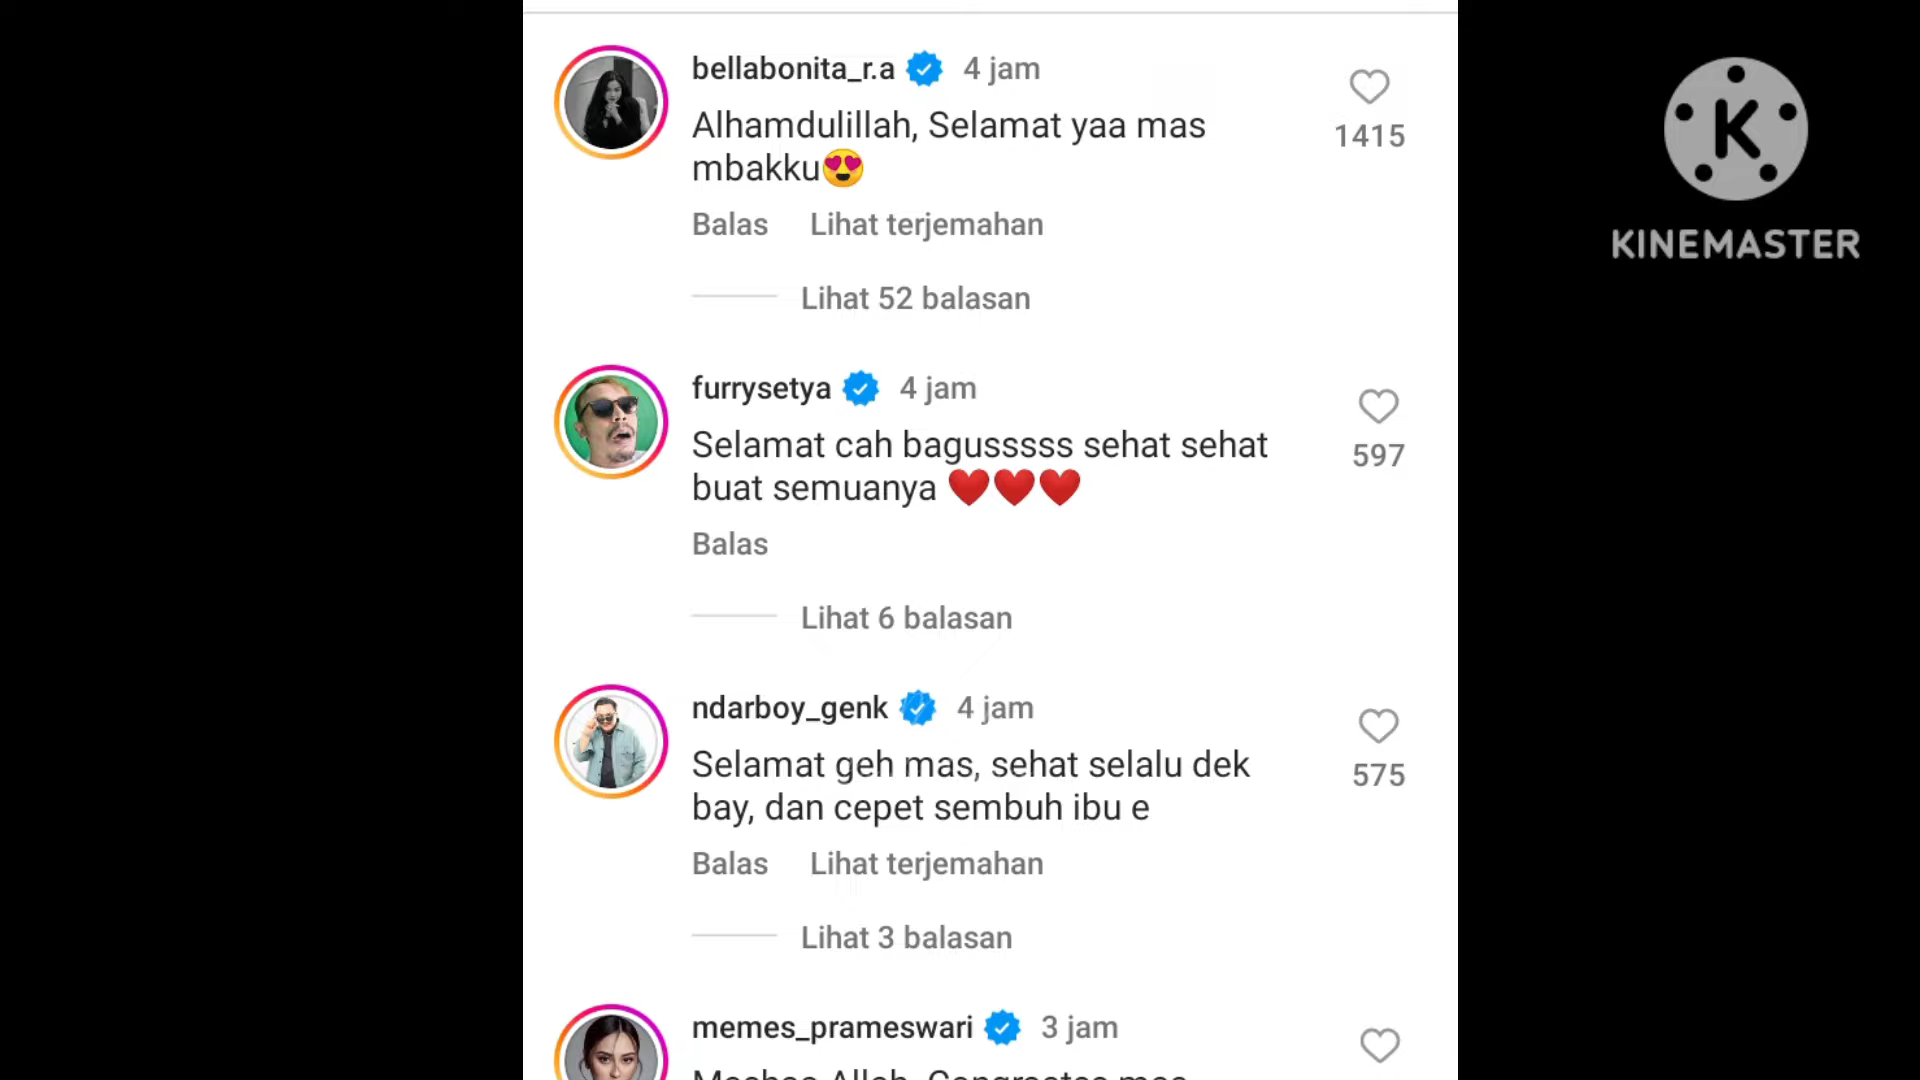 bellabonita_r.a 4 jam
Alhamdulillah, Selamat yaa mas
mbakku😍
1415
Balas Lihat terjemahan
Lihat 52 balasan
furrysetya 4 jam
Selamat cah bagusssss sehat sehat
buat semuanya ❤️❤️❤️
597
Balas
Lihat 6 balasan
ndarboy_genk 4 jam
Selamat geh mas, sehat selalu dek
bay, dan cepet sembuh ibu e
575
Balas Lihat terjemahan
Lihat 3 balasan
memes_prameswari 3 jam
K
KINEMASTER